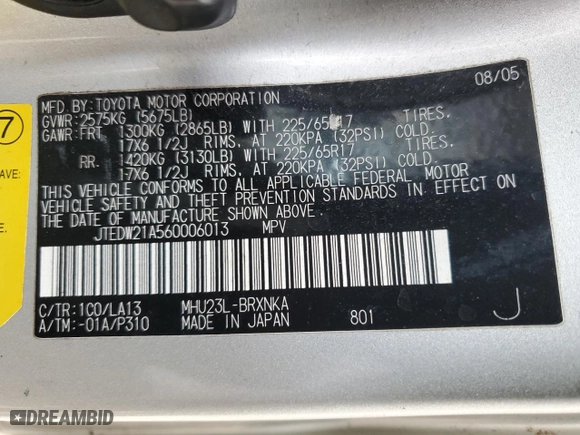 08/05
MFD.BY:TOYOTA MOTOR CORPORATION
GVWR:2575KG (5675LB)
GAWR:FRT 1300KG (2865LB) WITH 225/65R17 TIRES.
17X6 1/2J RIMS. AT 220KPA (32PSI) COLD.
RR. 1420KG (3130LB) WITH 225/65R17 TIRES.
17X6 1/2J RIMS. AT 220KPA (32PSI) COLD.
THIS VEHICLE CONFORMS TO ALL APPLICABLE FEDERAL MOTOR
VEHICLE SAFETY AND THEFT PREVENTION STANDARDS IN EFFECT ON
THE DATE OF MANUFACTURE SHOWN ABOVE.
JTEDW21A560006013 MPV
C/TR:1C0/LA13 MHU23L-BRXNKA
A/TM:-01A/P310 MADE IN JAPAN 801 J
7
AVE:
DREAMBID